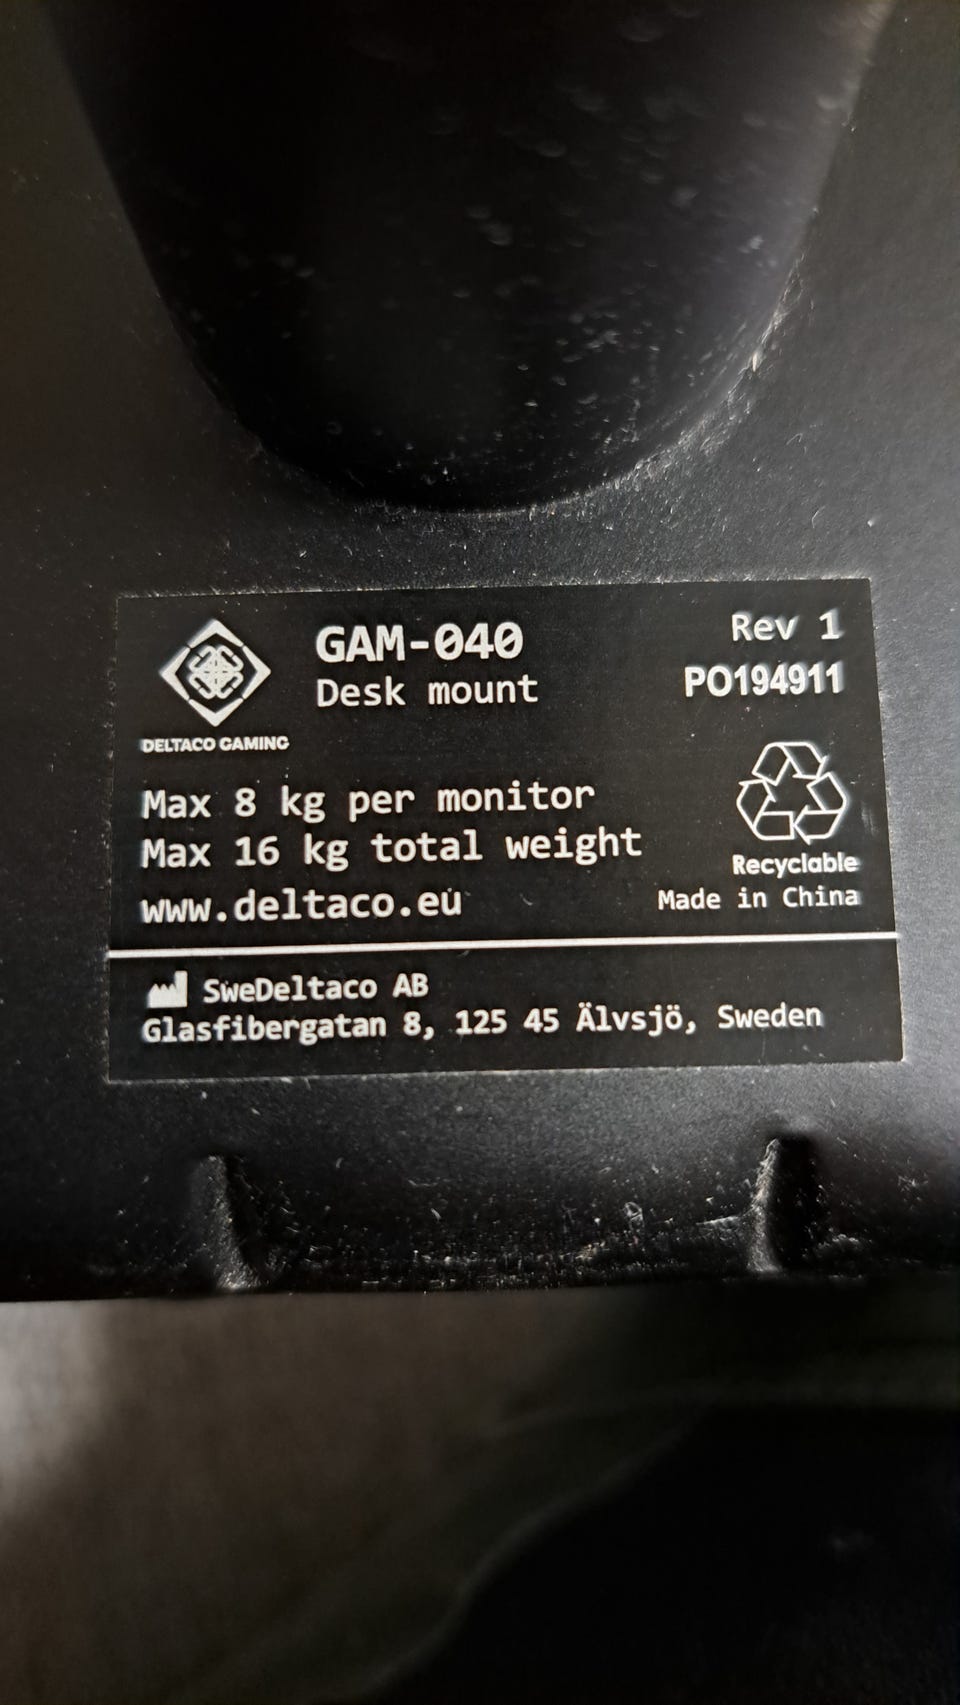 GAM-040
Desk mount
Rev 1
PO194911
DELTACO GAMING
Max 8 kg per monitor
Max 16 kg total weight
www.deltaco.eu
Recyclable
Made in China
SweDeltaco AB
Glasfibergatan 8, 125 45 Älvsjö, Sweden